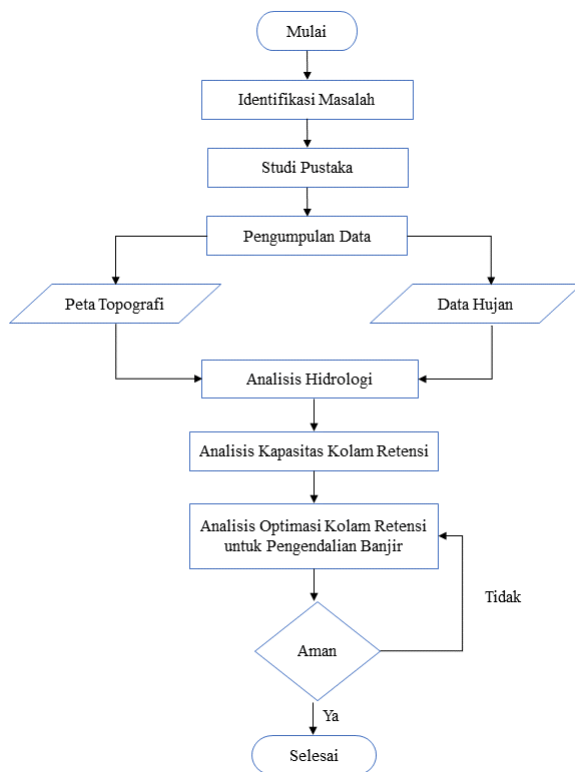 Mulai
Identifikasi Masalah
Studi Pustaka
Pengumpulan Data
Peta Topografi
Data Hujan
Analisis Hidrologi
Analisis Kapasitas Kolam Retensi
Analisis Optimasi Kolam Retensi
untuk Pengendalian Banjir
Tidak
Aman
Ya
Selesai